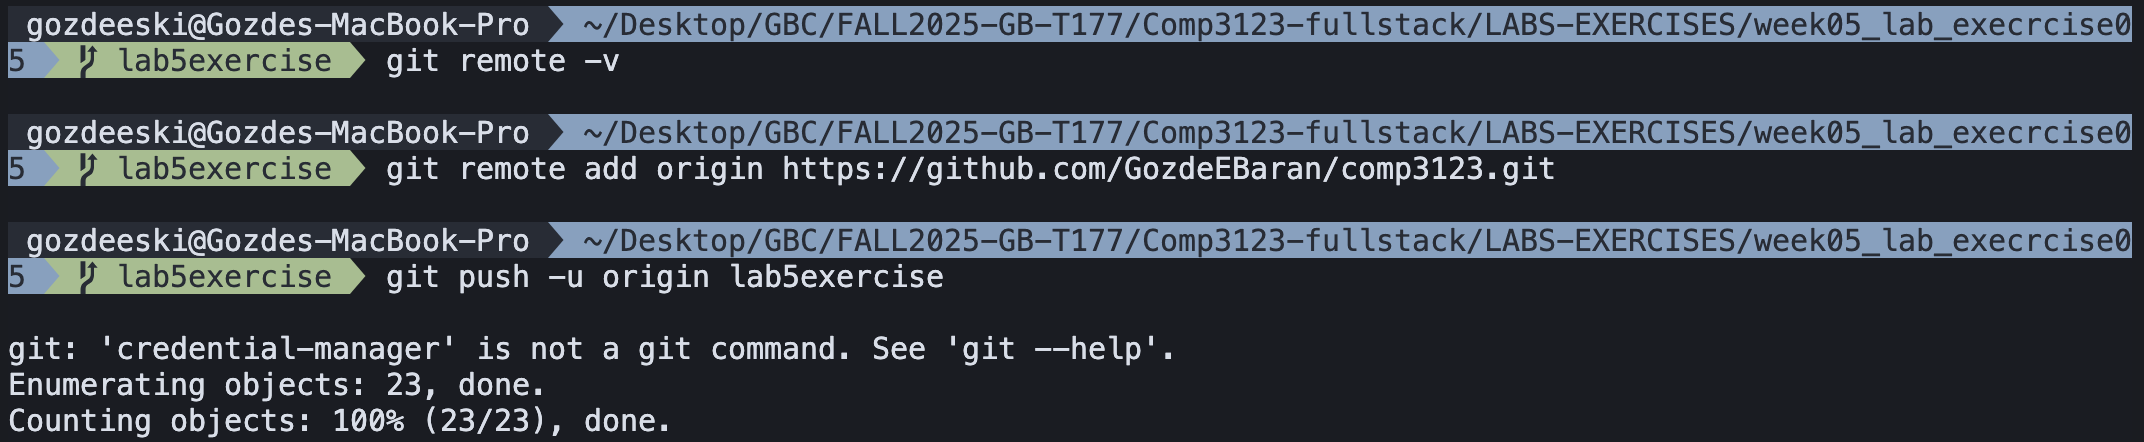 gozdeeski@Gozdes-MacBook-Pro ~/Desktop/GBC/FALL2025-GB-T177/Comp3123-fullstack/LABS-EXERCISES/week05_lab_execrcise0
5 lab5exercise git remote -v
gozdeeski@Gozdes-MacBook-Pro ~/Desktop/GBC/FALL2025-GB-T177/Comp3123-fullstack/LABS-EXERCISES/week05_lab_execrcise0
5 lab5exercise git remote add origin https://github.com/GozdeEBaran/comp3123.git
gozdeeski@Gozdes-MacBook-Pro ~/Desktop/GBC/FALL2025-GB-T177/Comp3123-fullstack/LABS-EXERCISES/week05_lab_execrcise0
5 lab5exercise git push -u origin lab5exercise
git: 'credential-manager' is not a git command. See 'git --help'.
Enumerating objects: 23, done.
Counting objects: 100% (23/23), done.